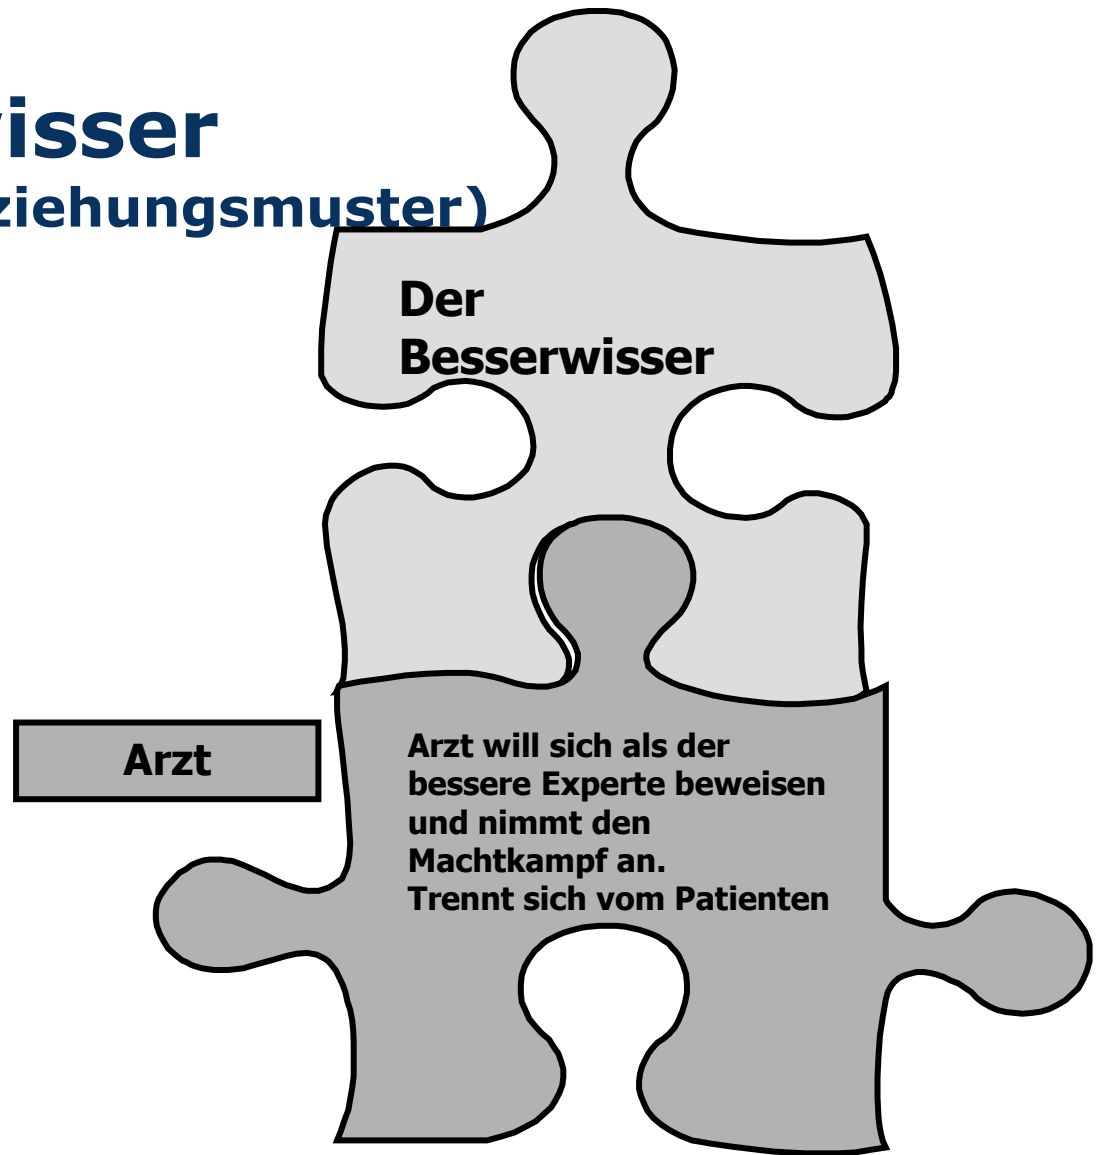 visser
ziehungsmuster)
Der
Besserwisser
Arzt
Arzt will sich als der
bessere Experte beweisen
und nimmt den
Machtkampf an.
Trennt sich vom Patienten